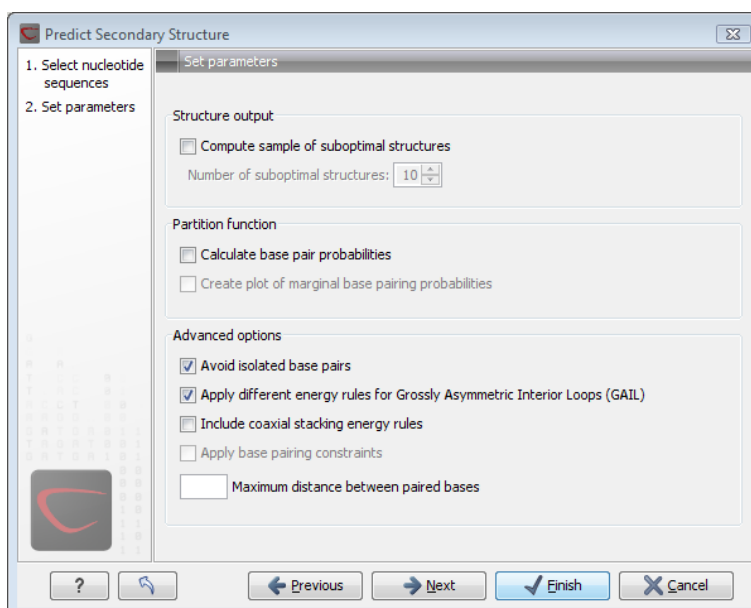 Predict Secondary Structure
1. Select nucleotide
sequences
2. Set parameters
Set parameters
Structure output
Compute sample of suboptimal structures
Number of suboptimal structures: 10
Partition function
Calculate base pair probabilities
Create plot of marginal base pairing probabilities
Advanced options
Avoid isolated base pairs
Apply different energy rules for Grossly Asymmetric Interior Loops (GAIL)
Include coaxial stacking energy rules
Apply base pairing constraints
Maximum distance between paired bases
?
Previous
Next
Finish
Cancel